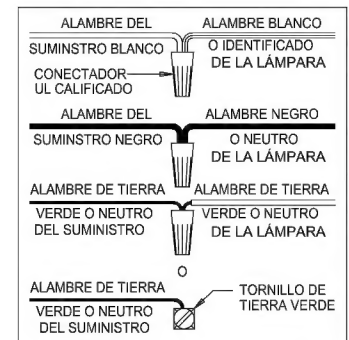 ALAMBRE DEL ALAMBRE BLANCO
SUMINSTRO BLANCO O IDENTIFICADO
DE LA LÁMPARA
CONECTADOR
UL CALIFICADO
ALAMBRE DEL ALAMBRE NEGRO
SUMINSTRO NEGRO O NEUTRO
DE LA LÁMPARA
ALAMBRE DE TIERRA ALAMBRE DE TIERRA
VERDE O NEUTRO VERDE O NEUTRO
DEL SUMINISTRO DE LA LÁMPARA
O
ALAMBRE DE TIERRA TORNILLO DE
VERDE O NEUTRO TIERRA VERDE
DEL SUMINISTRO